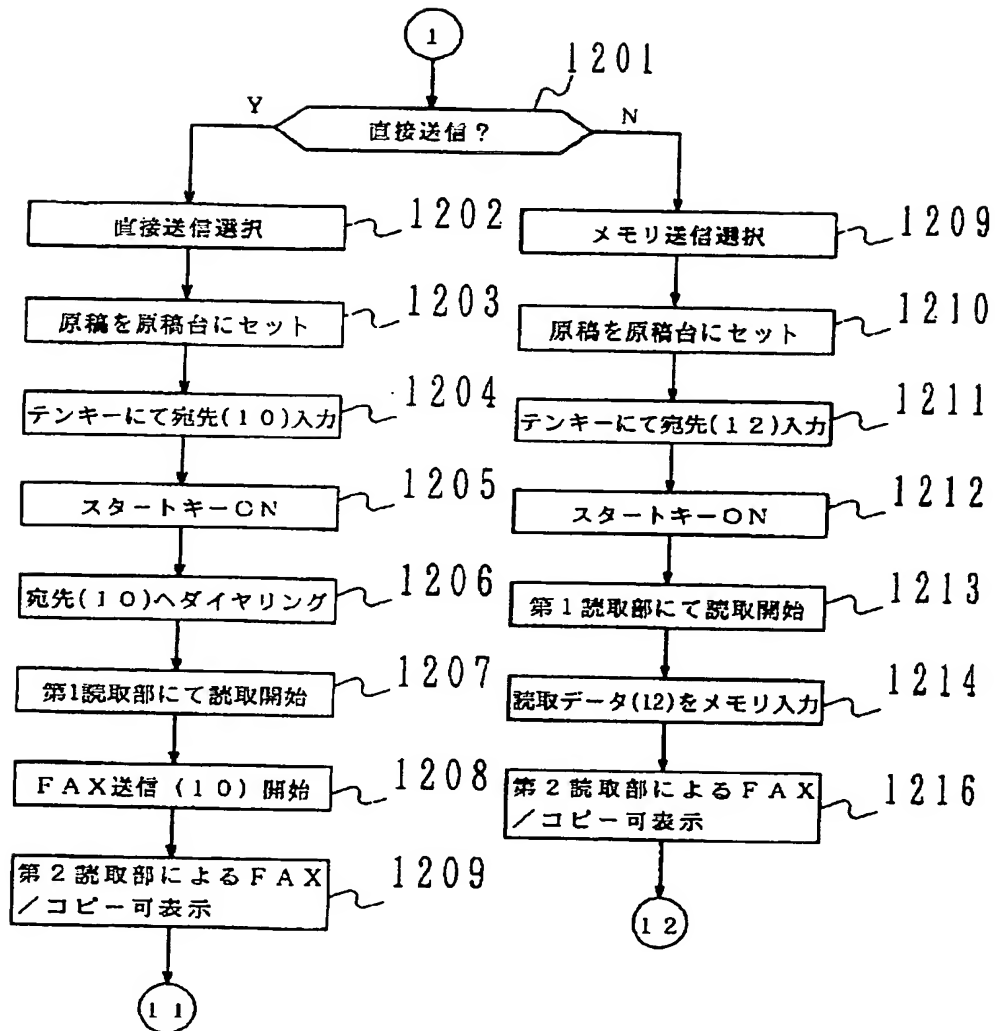 1
1201
Y
直接送信?
N
直接送信選択
1202
原稿を原稿台にセット
1203
テンキーにて宛先(10)入力
1204
スタートキーON
1205
宛先(10)へダイヤリング
1206
第1読取部にて読取開始
1207
FAX送信(10)開始
1208
第2読取部によるFAX
/コピー可表示
1209
11
メモリ送信選択
1209
原稿を原稿台にセット
1210
テンキーにて宛先(12)入力
1211
スタートキーON
1212
第1読取部にて読取開始
1213
読取データ(12)をメモリ入力
1214
第2読取部によるFAX
/コピー可表示
1216
12